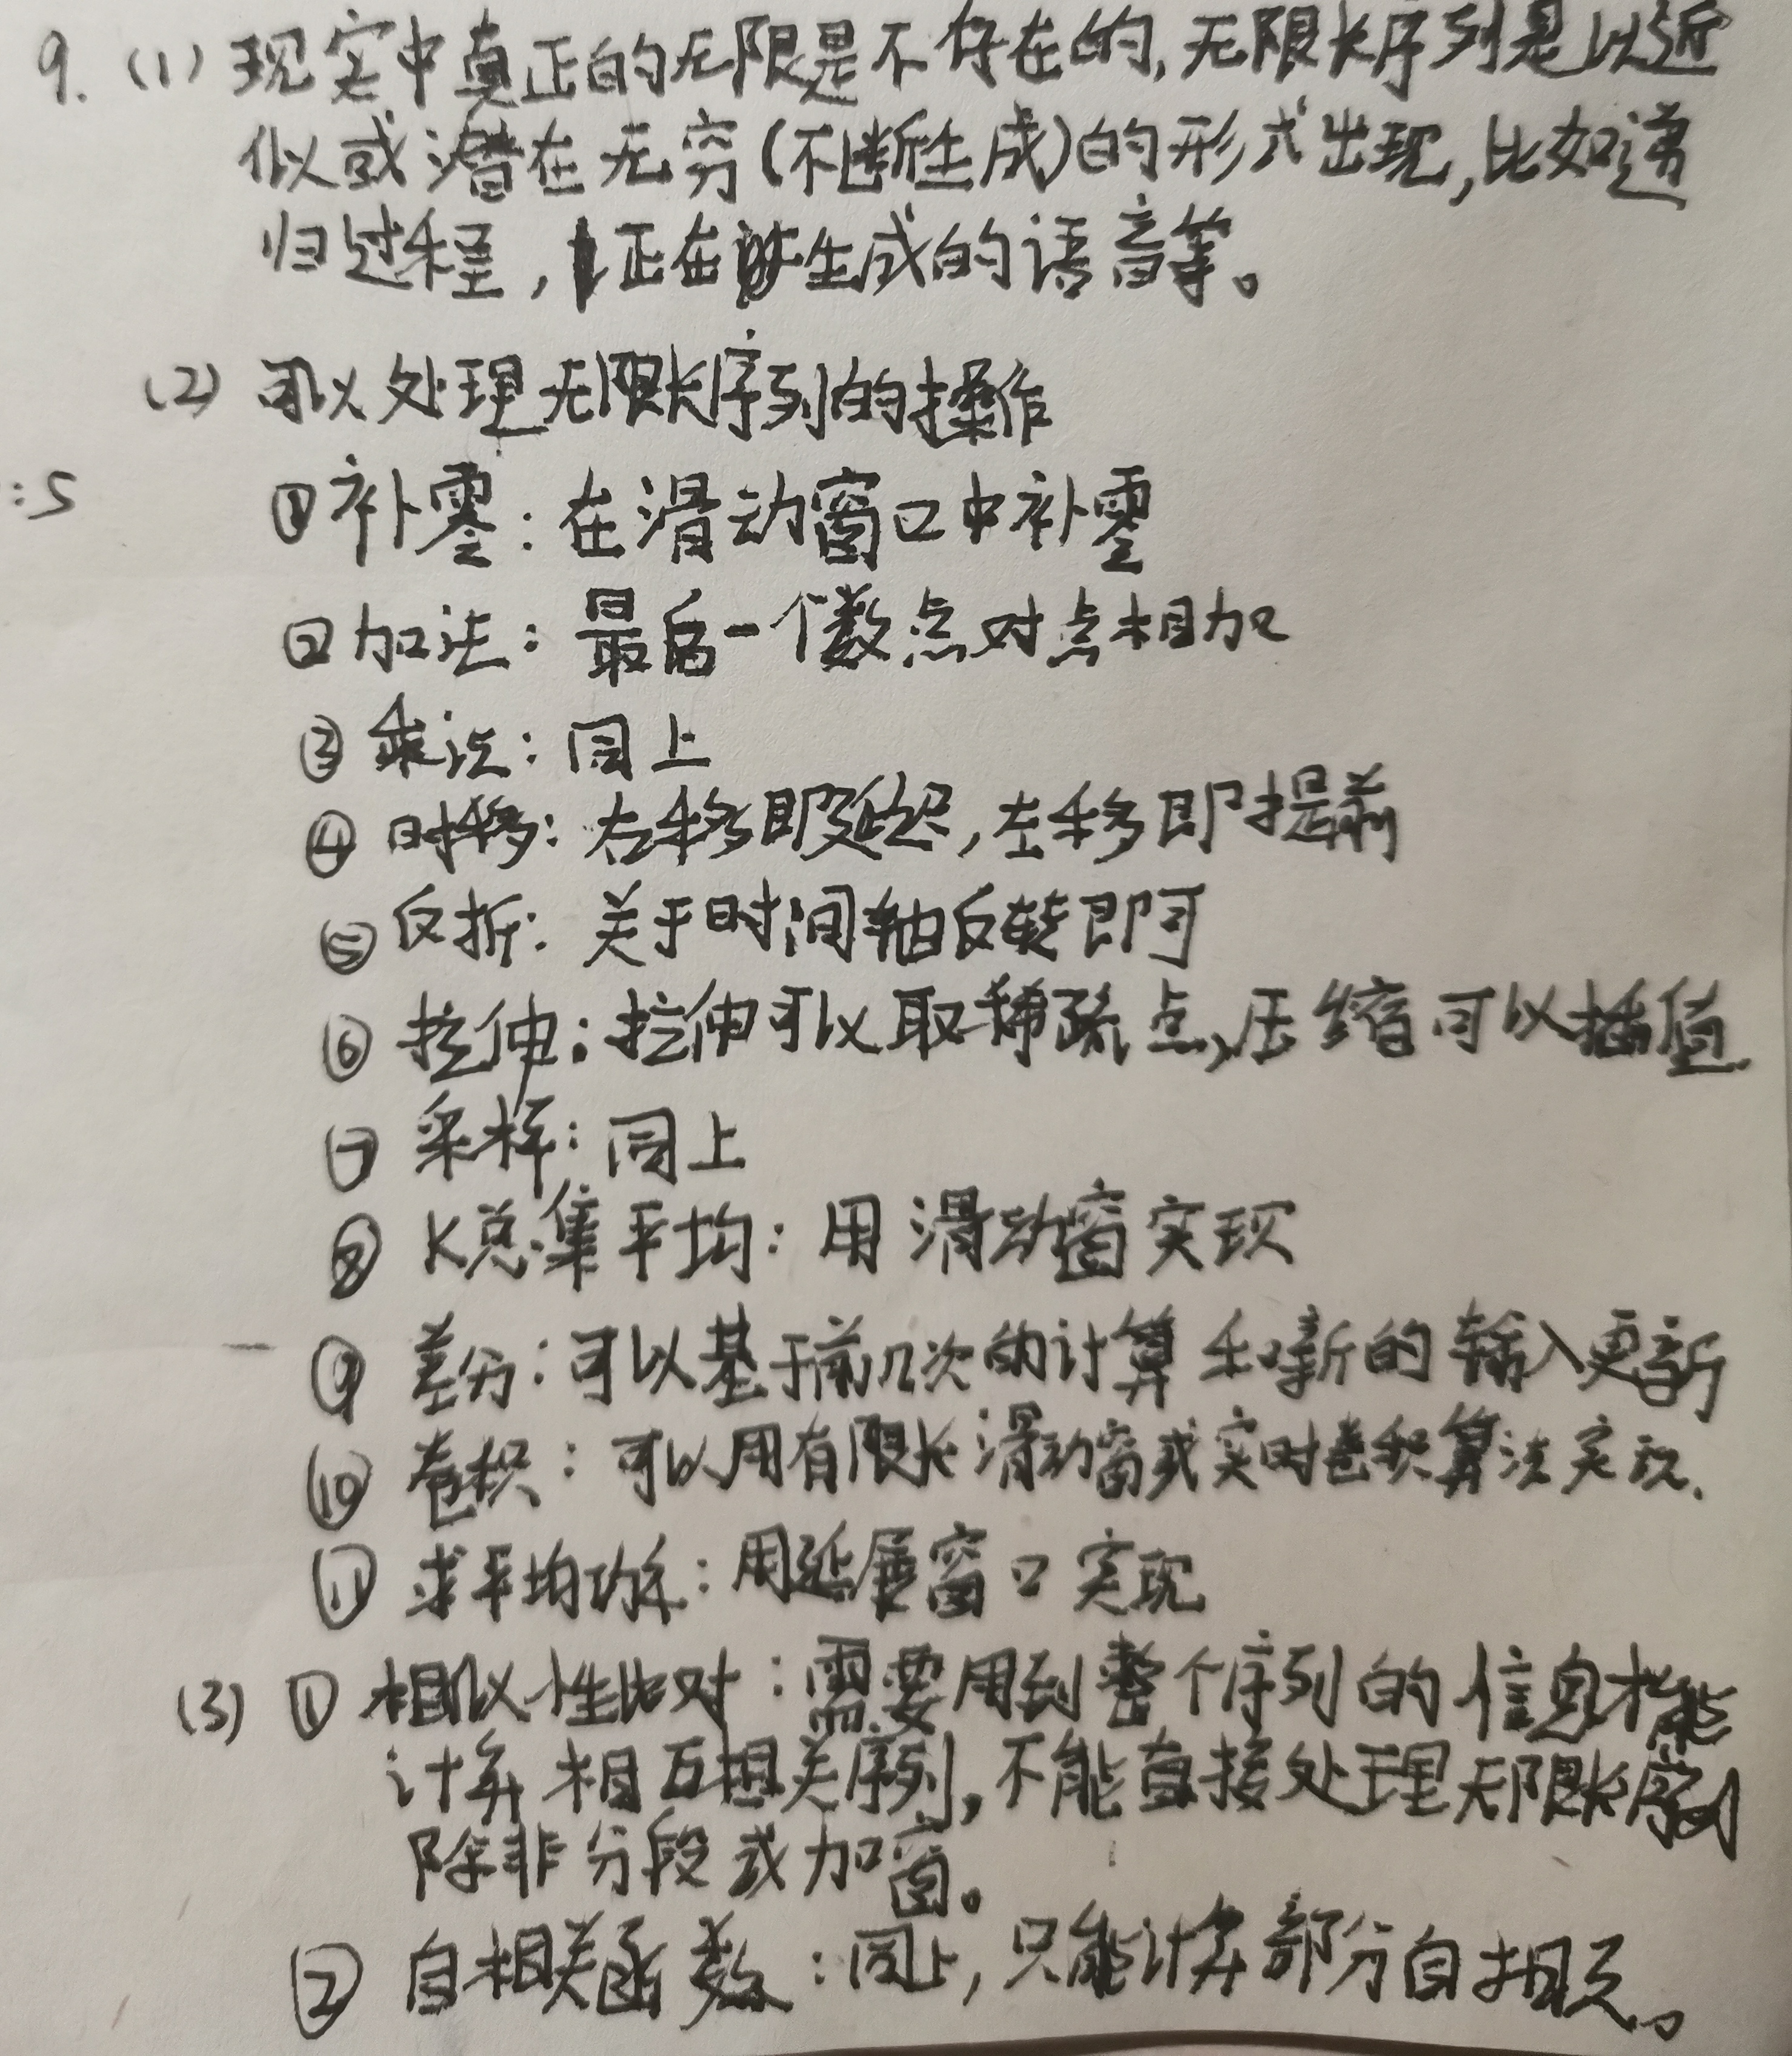 9. (1) 现实中真正的无限是不存在的,无限长序列是以近
似或潜在无穷(不断生成)的形式出现,比如递
归过程,正在生成的语音等。
(2) 可以处理无限长序列的操作
:5
①补零:在滑动窗口中补零
②加法:最后一个数点对点相加
③乘法:同上
④时移:右移即延迟,左移即提前
⑤反折:关于时间轴反转即可
⑥拉伸:拉伸可以取稀疏点,压缩可以插值.
⑦采样:同上
⑧K总集平均:用滑动窗实现
⑨差分:可以基于前几次的计算和新的输入更新
⑩卷积:可以用有限长滑动窗或实时卷积算法实现.
⑪求平均功率:用延展窗口实现
(3) ①相似性比对:需要用到整个序列的信息才能
计算相互相关序列,不能直接处理无限长序列
除非分段或加窗。
②自相关函数:同上,只能计算部分自相关。